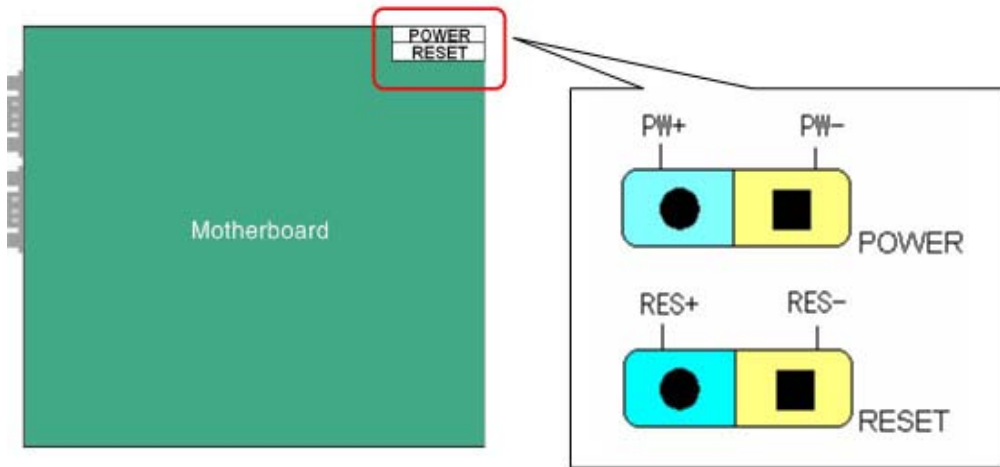 POWER
RESET
Motherboard
PW+ PW-
POWER
RES+ RES-
RESET